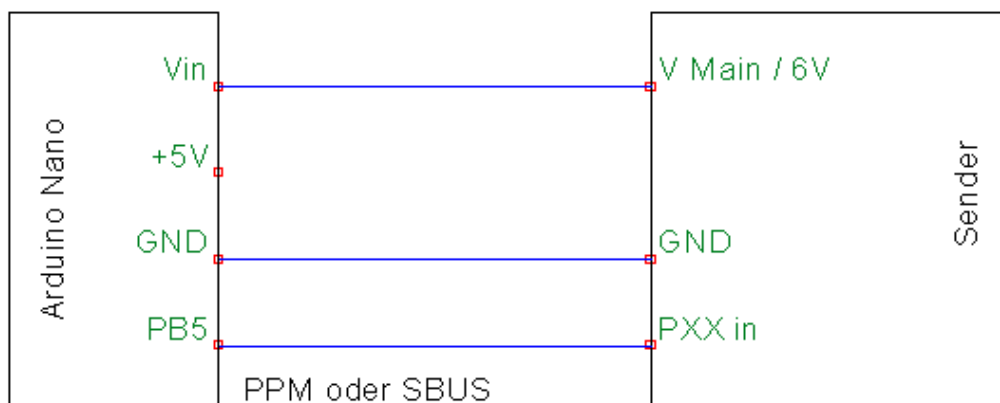 Arduino Nano
Vin
+5V
GND
PB5
V Main / 6V
GND
PXX in
Sender
PPM oder SBUS